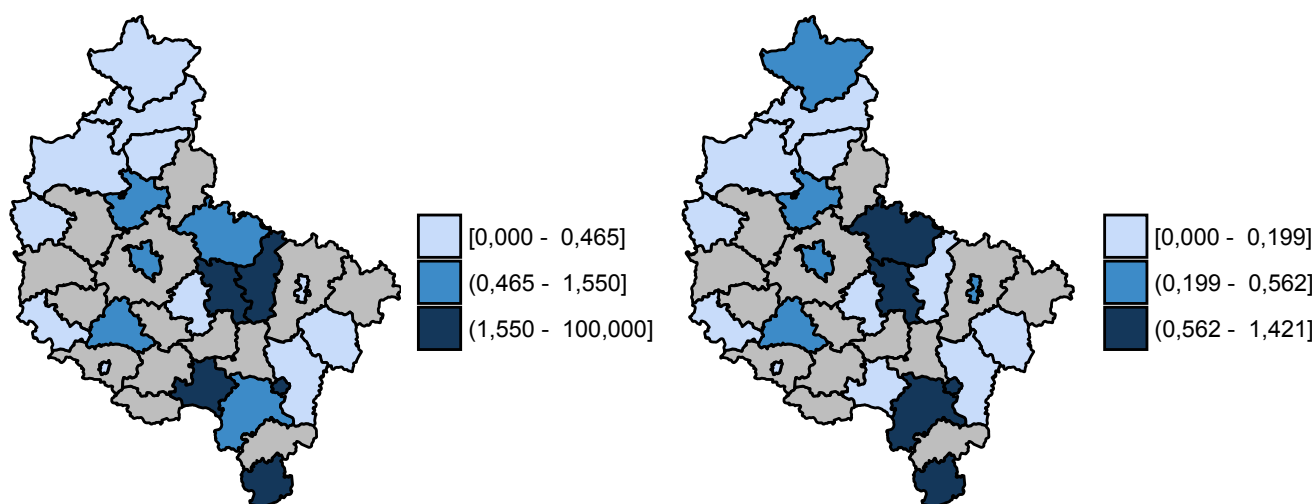 [0,000 - 0,465]
(0,465 - 1,550]
(1,550 - 100,000]
[0,000 - 0,199]
(0,199 - 0,562]
(0,562 - 1,421]